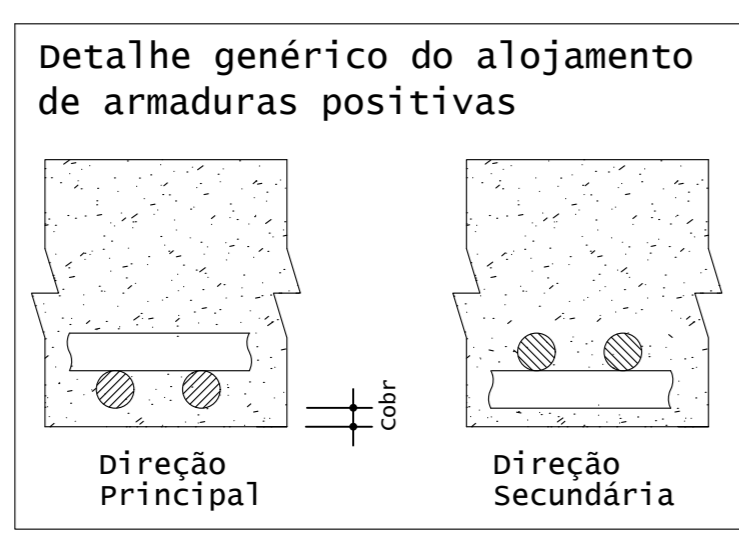 Detalhe genérico do alojamento
de armaduras positivas
Cobr
Direção
Principal
Direção
Secundária